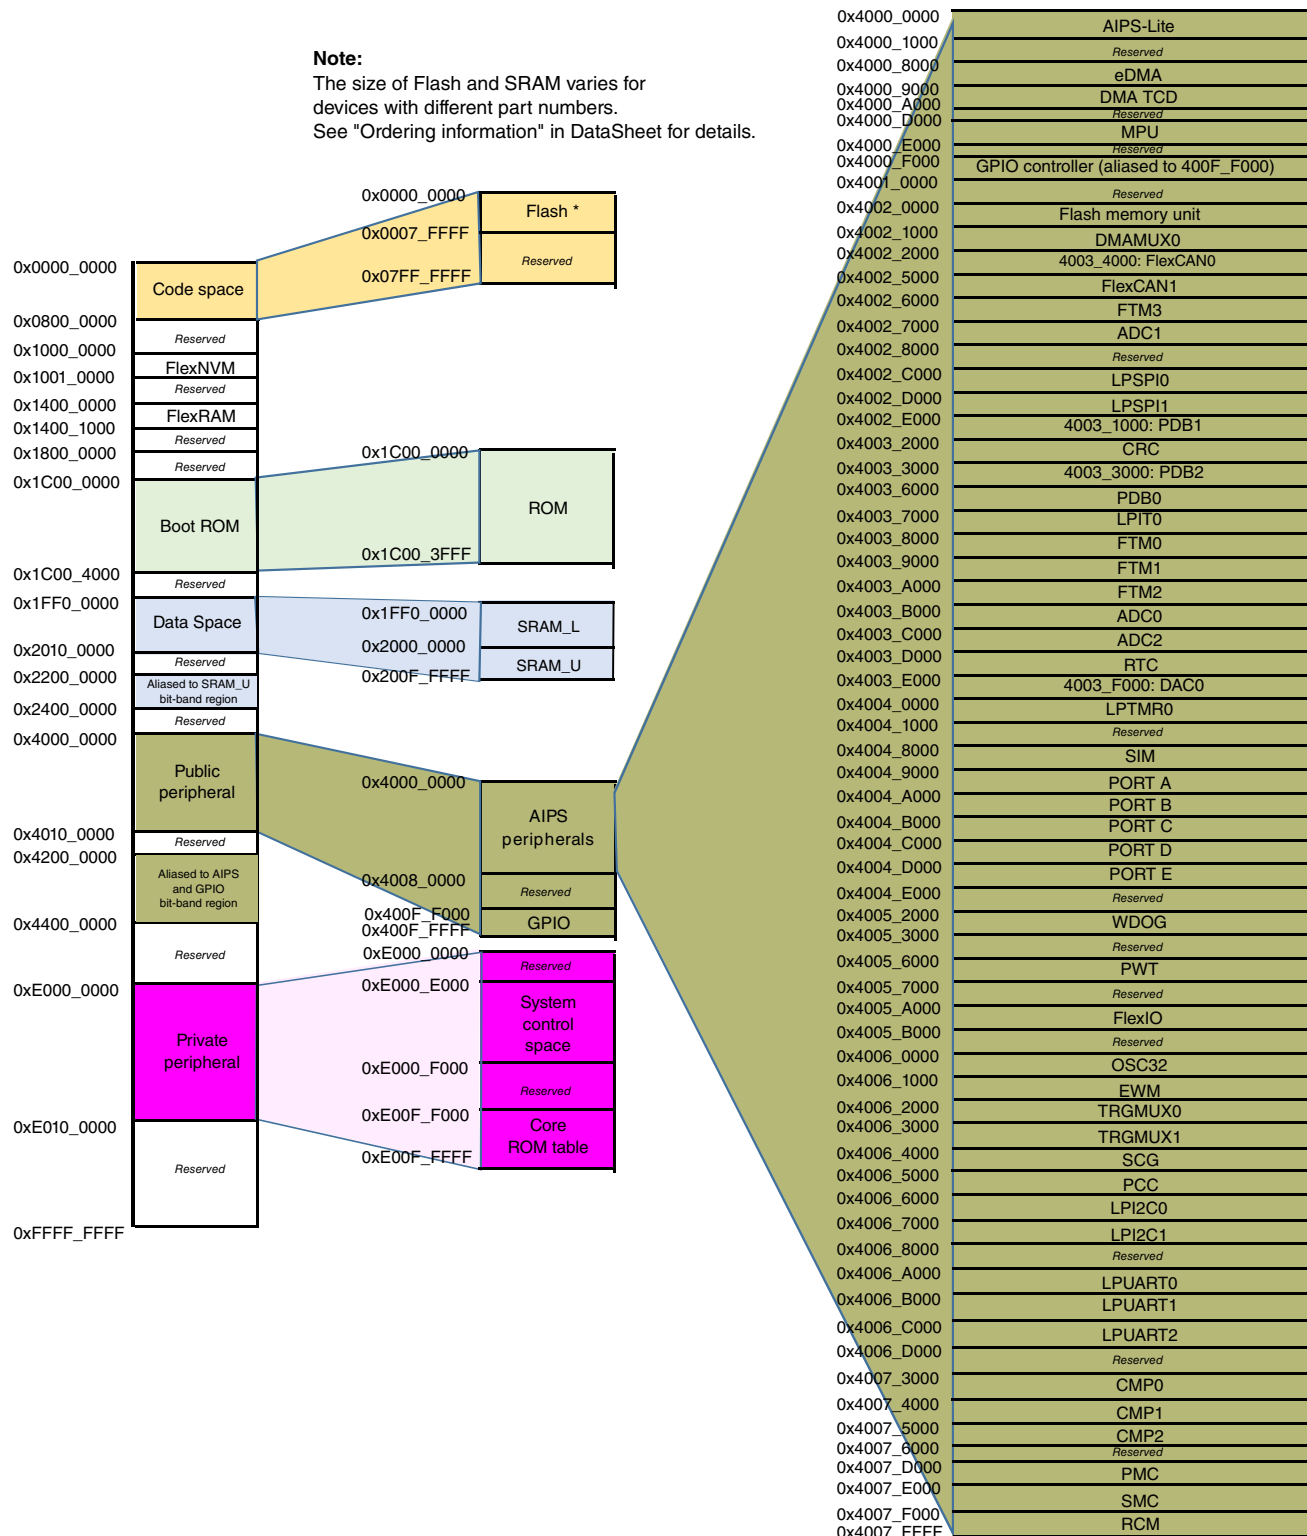 Note:
The size of Flash and SRAM varies for
devices with different part numbers.
See "Ordering information" in DataSheet for details.
0x0000_0000
Code space
0x0800_0000
Reserved
0x1000_0000
FlexNVM
0x1001_0000
Reserved
0x1400_0000
FlexRAM
0x1400_1000
Reserved
0x1800_0000
Reserved
0x1C00_0000
Boot ROM
0x1C00_4000
Reserved
0x1FF0_0000
Data Space
0x2010_0000
Reserved
0x2200_0000
Aliased to SRAM_U
bit-band region
0x2400_0000
Reserved
0x4000_0000
Public
peripheral
0x4010_0000
Reserved
0x4200_0000
Aliased to AIPS
and GPIO
bit-band region
0x4400_0000
Reserved
0xE000_0000
Private
peripheral
0xE010_0000
Reserved
0xFFFF_FFFF
0x0000_0000
Flash *
0x0007_FFFF
Reserved
0x07FF_FFFF
0x1C00_0000
ROM
0x1C00_3FFF
0x1FF0_0000
SRAM_L
0x2000_0000
SRAM_U
0x200F_FFFF
0x4000_0000
AIPS
peripherals
0x4008_0000
Reserved
0x400F_F000
GPIO
0x400F_FFFF
0xE000_0000
Reserved
0xE000_E000
System
control
space
0xE000_F000
Reserved
0xE00F_F000
Core
ROM table
0xE00F_FFFF
0x4000_0000
AIPS-Lite
0x4000_1000
Reserved
0x4000_8000
eDMA
0x4000_9000
DMA TCD
0x4000_A000
Reserved
0x4000_D000
MPU
0x4000_E000
Reserved
0x4000_F000
GPIO controller (aliased to 400F_F000)
0x4001_0000
Reserved
0x4002_0000
Flash memory unit
0x4002_1000
DMAMUX0
0x4002_2000
4003_4000: FlexCAN0
0x4002_5000
FlexCAN1
0x4002_6000
FTM3
0x4002_7000
ADC1
0x4002_8000
Reserved
0x4002_C000
LPSPI0
0x4002_D000
LPSPI1
0x4002_E000
4003_1000: PDB1
0x4003_2000
CRC
0x4003_3000
4003_3000: PDB2
0x4003_6000
PDB0
0x4003_7000
LPIT0
0x4003_8000
FTM0
0x4003_9000
FTM1
0x4003_A000
FTM2
0x4003_B000
ADC0
0x4003_C000
ADC2
0x4003_D000
RTC
0x4003_E000
4003_F000: DAC0
0x4004_0000
LPTMR0
0x4004_1000
Reserved
0x4004_8000
SIM
0x4004_9000
PORT A
0x4004_A000
PORT B
0x4004_B000
PORT C
0x4004_C000
PORT D
0x4004_D000
PORT E
0x4004_E000
Reserved
0x4005_2000
WDOG
0x4005_3000
Reserved
0x4005_6000
PWT
0x4005_7000
Reserved
0x4005_A000
FlexIO
0x4005_B000
Reserved
0x4006_0000
OSC32
0x4006_1000
EWM
0x4006_2000
TRGMUX0
0x4006_3000
TRGMUX1
0x4006_4000
SCG
0x4006_5000
PCC
0x4006_6000
LPI2C0
0x4006_7000
LPI2C1
0x4006_8000
Reserved
0x4006_A000
LPUART0
0x4006_B000
LPUART1
0x4006_C000
LPUART2
0x4006_D000
Reserved
0x4007_3000
CMP0
0x4007_4000
CMP1
0x4007_5000
CMP2
0x4007_6000
Reserved
0x4007_D000
PMC
0x4007_E000
SMC
0x4007_F000
RCM
0x4007_FFFF